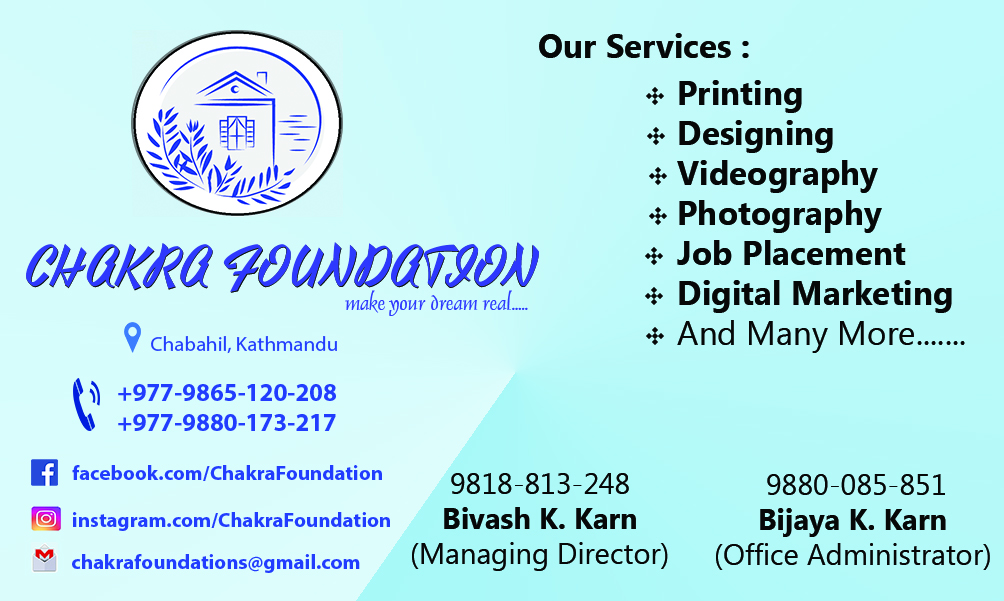 CHAKRA FOUNDATION
make your dream real.....
Chabahil, Kathmandu
+977-9865-120-208
+977-9880-173-217
facebook.com/ChakraFoundation
instagram.com/ChakraFoundation
chakrafoundations@gmail.com
Our Services :
Printing
Designing
Videography
Photography
Job Placement
Digital Marketing
And Many More.......
9818-813-248
Bivash K. Karn
(Managing Director)
9880-085-851
Bijaya K. Karn
(Office Administrator)